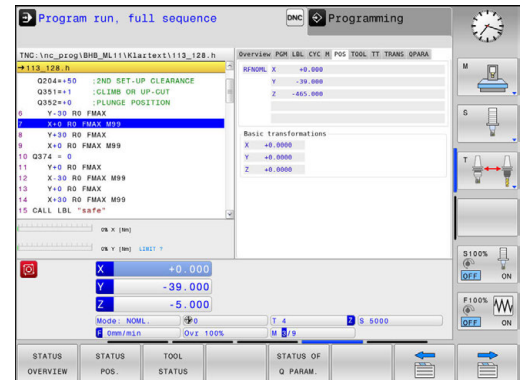 Program run, full sequence
DNC
Programming
TNC:\nc_prog\BHB_ML11\Klartext\113_128.h
→113_128.h
Q204=+50 ;2ND SET-UP CLEARANCE
Q351=+1 ;CLIMB OR UP-CUT
Q352=+0 ;PLUNGE POSITION
6 Y-30 R0 FMAX
7 X+0 R0 FMAX M99
8 Y+30 R0 FMAX
9 X+0 R0 FMAX M99
10 Q374 = 0
11 Y+0 R0 FMAX
12 X-30 R0 FMAX M99
13 Y+0 R0 FMAX
14 X+30 R0 FMAX M99
15 CALL LBL "safe"
0% X [Nm]
0% Y [Nm] LIMIT 1
Overview PGM LBL CYC M POS TOOL TT TRANS QPARA
RFNOML X +0.000
Y -39.000
Z -465.000
Basic transformations
X +0.0000
Y +0.0000
Z +0.0000
X +0.000
Y -39.000
Z -5.000
Mode: NOML. 0 T 4 Z S 5000
F 0mm/min Ovr 100% M 5/9
M
S
T
S100%
OFF ON
F100%
OFF ON
STATUS OVERVIEW
STATUS POS.
TOOL STATUS
STATUS OF Q PARAM.